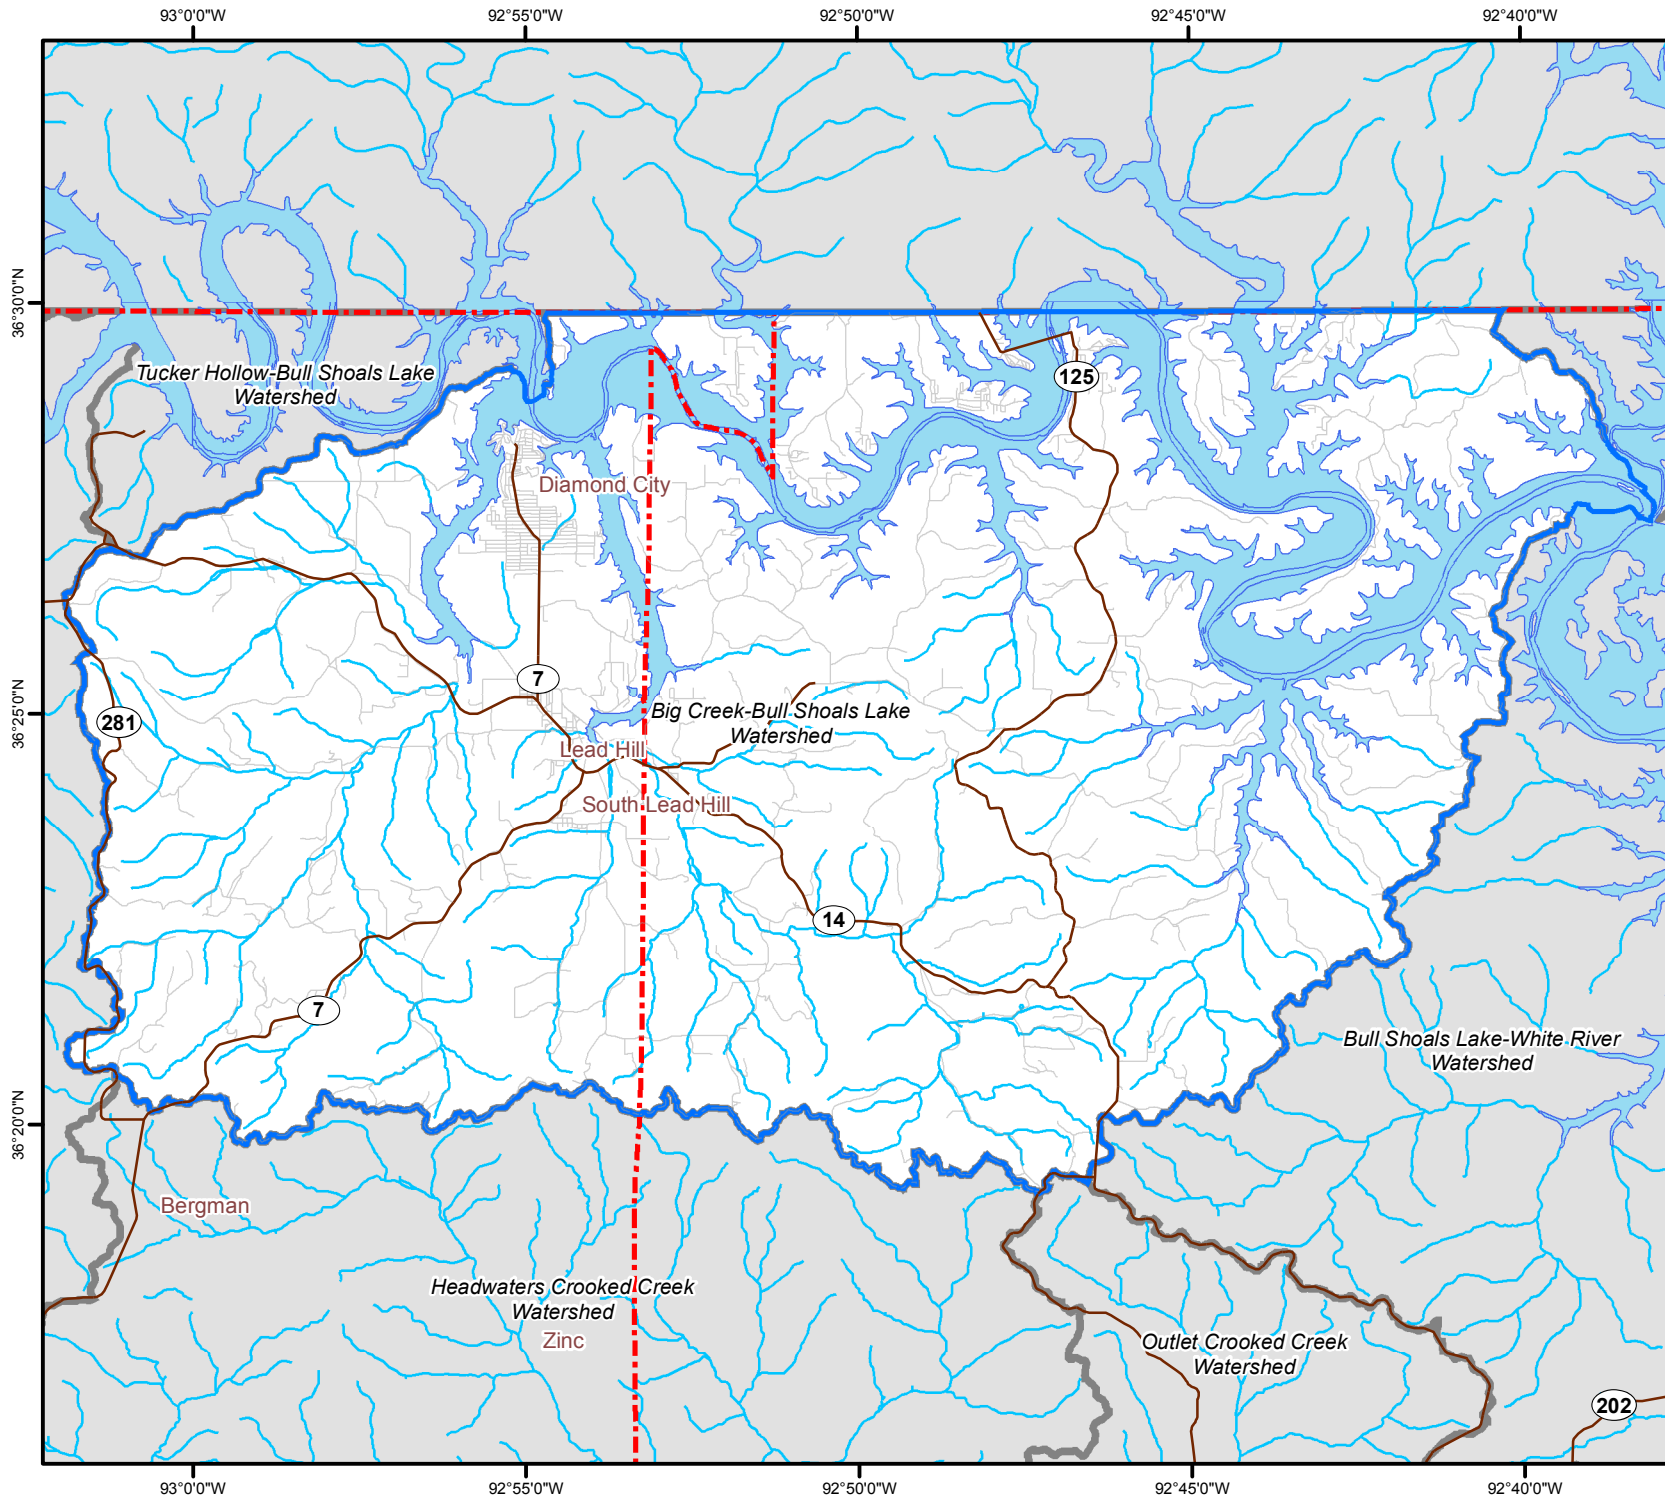 93°0'0"W
92°55'0"W
92°50'0"W
92°45'0"W
92°40'0"W
36°30'0"N
Tucker Hollow-Bull Shoals Lake
Watershed
125
Diamond City
7
36°25'0"N
281
Big Creek-Bull Shoals Lake
Watershed
Lead Hill
South Lead Hill
14
7
Bull Shoals Lake-White River
Watershed
36°20'0"N
Bergman
Headwaters Crooked Creek
Watershed
Zinc
Outlet Crooked Creek
Watershed
202
93°0'0"W
92°55'0"W
92°50'0"W
92°45'0"W
92°40'0"W